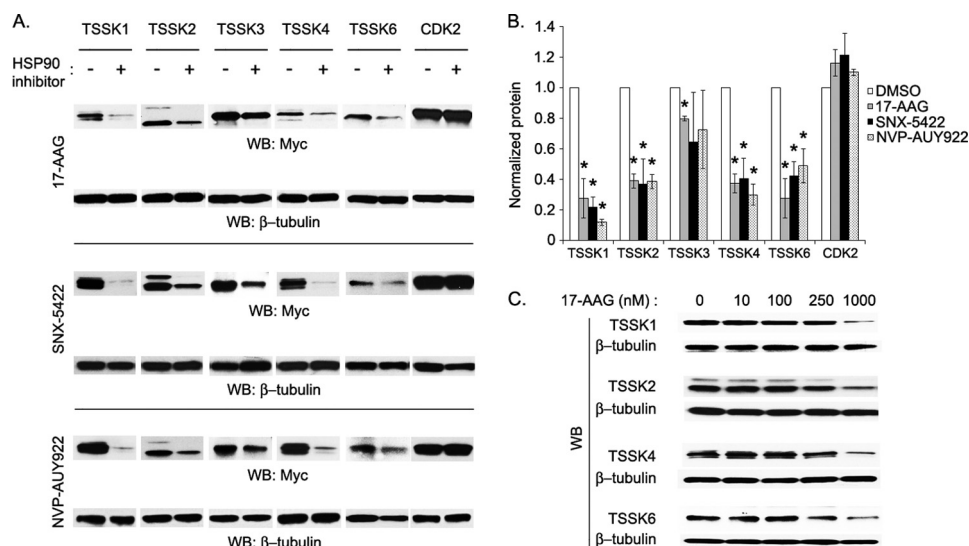 A.
TSSK1 TSSK2 TSSK3 TSSK4 TSSK6 CDK2
HSP90
inhibitor : - + - + - + - + - + - +
17-AAG
WB: Myc
WB: β–tubulin
SNX-5422
WB: Myc
WB: β–tubulin
NVP-AUY922
WB: Myc
WB: β–tubulin
B.
Normalized protein
1.4
1.2
1.0
0.8
0.6
0.4
0.2
0
* * * * * * * * * * * * *
TSSK1 TSSK2 TSSK3 TSSK4 TSSK6 CDK2
DMSO
17-AAG
SNX-5422
NVP-AUY922
C.
17-AAG (nM) : 0 10 100 250 1000
WB
TSSK1
β–tubulin
TSSK2
β–tubulin
TSSK4
β–tubulin
TSSK6
β–tubulin